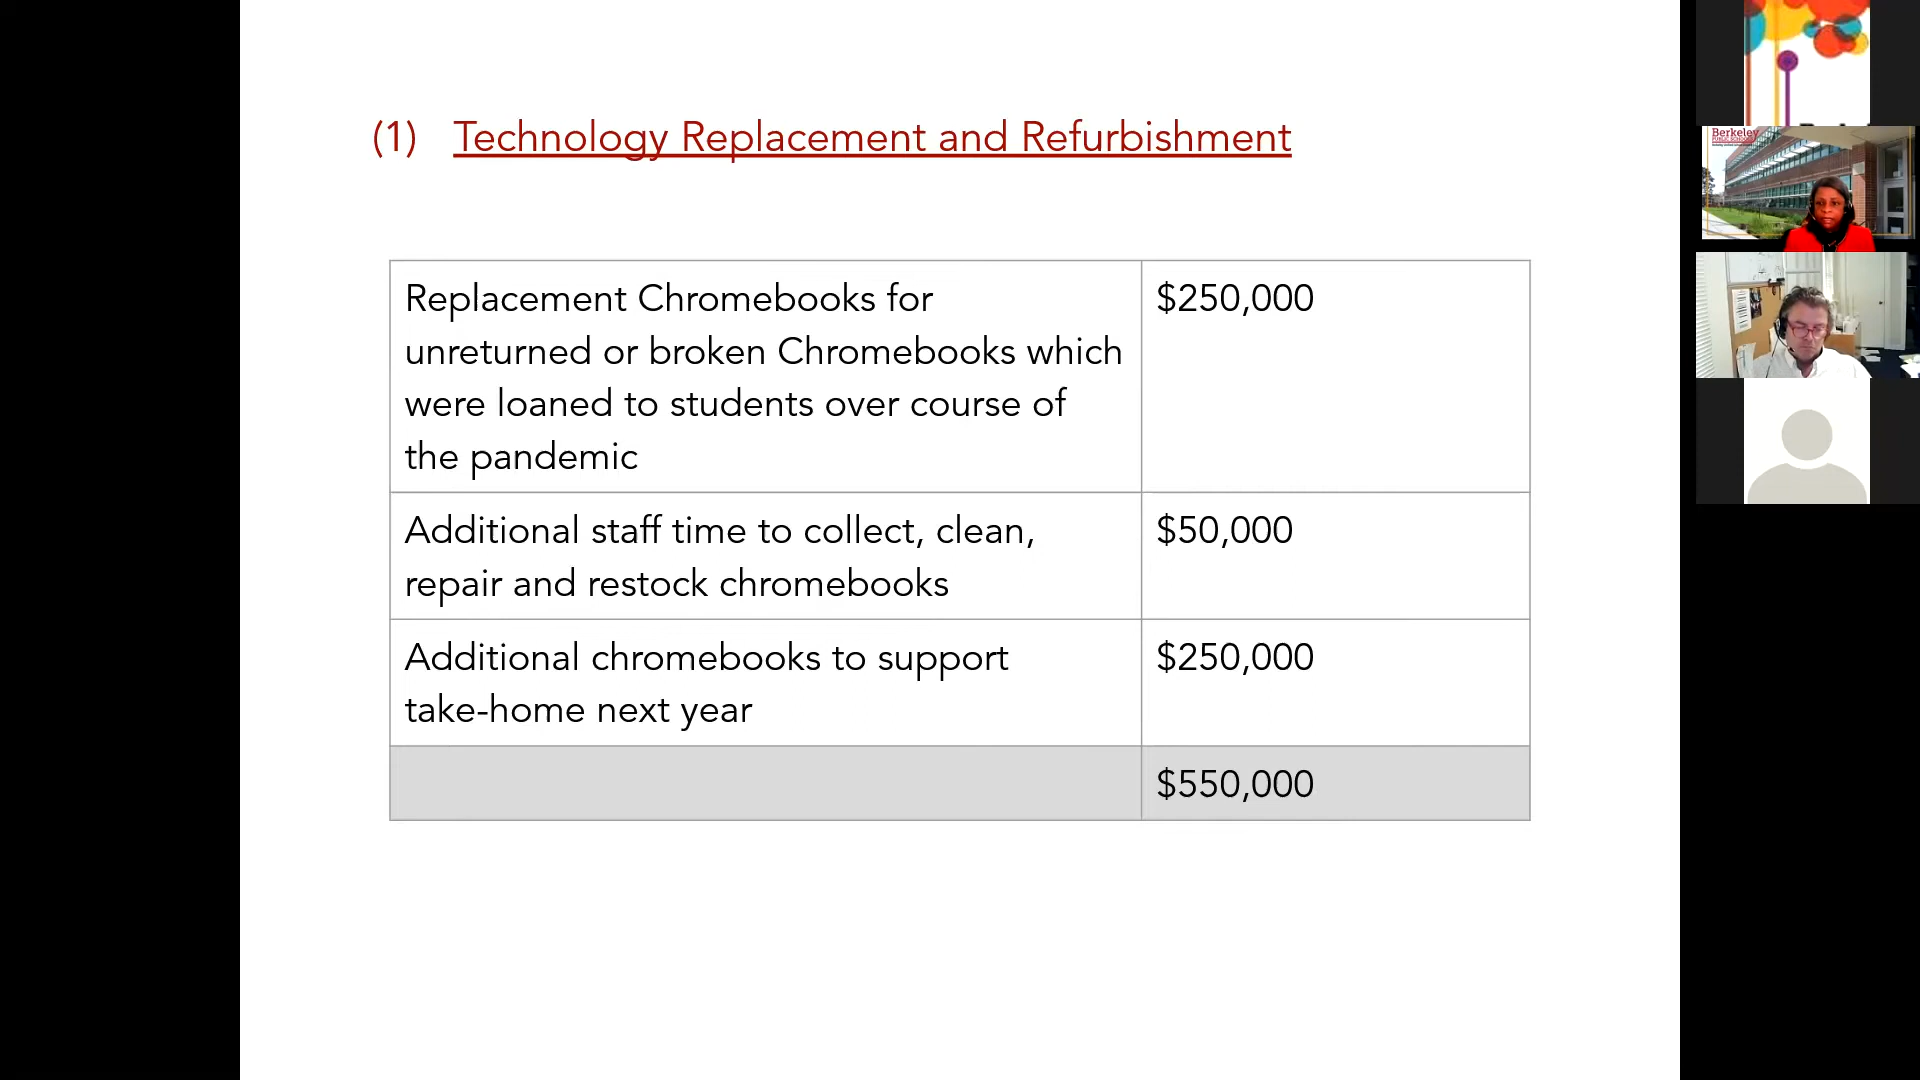 (1) Technology Replacement and Refurbishment
Replacement Chromebooks for
unreturned or broken Chromebooks which
were loaned to students over course of
the pandemic
$250,000
Additional staff time to collect, clean,
repair and restock chromebooks
$50,000
Additional chromebooks to support
take-home next year
$250,000
$550,000
Berkeley